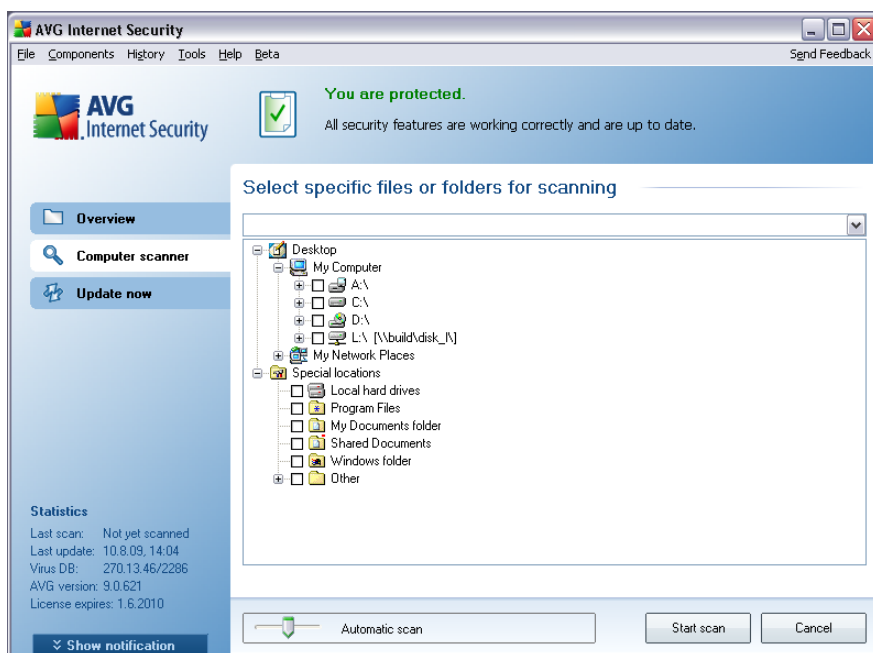 AVG Internet Security
File Components History Tools Help Beta Send Feedback
AVG
Internet Security
You are protected.
All security features are working correctly and are up to date.
Overview
Computer scanner
Update now
Select specific files or folders for scanning
Desktop
My Computer
A:\
C:\
D:\
L:\ [\\build\disk_l\]
My Network Places
Special locations
Local hard drives
Program Files
My Documents folder
Shared Documents
Windows folder
Other
Statistics
Last scan: Not yet scanned
Last update: 10.8.09, 14:04
Virus DB: 270.13.46/2286
AVG version: 9.0.621
License expires: 1.6.2010
Show notification
Automatic scan
Start scan
Cancel